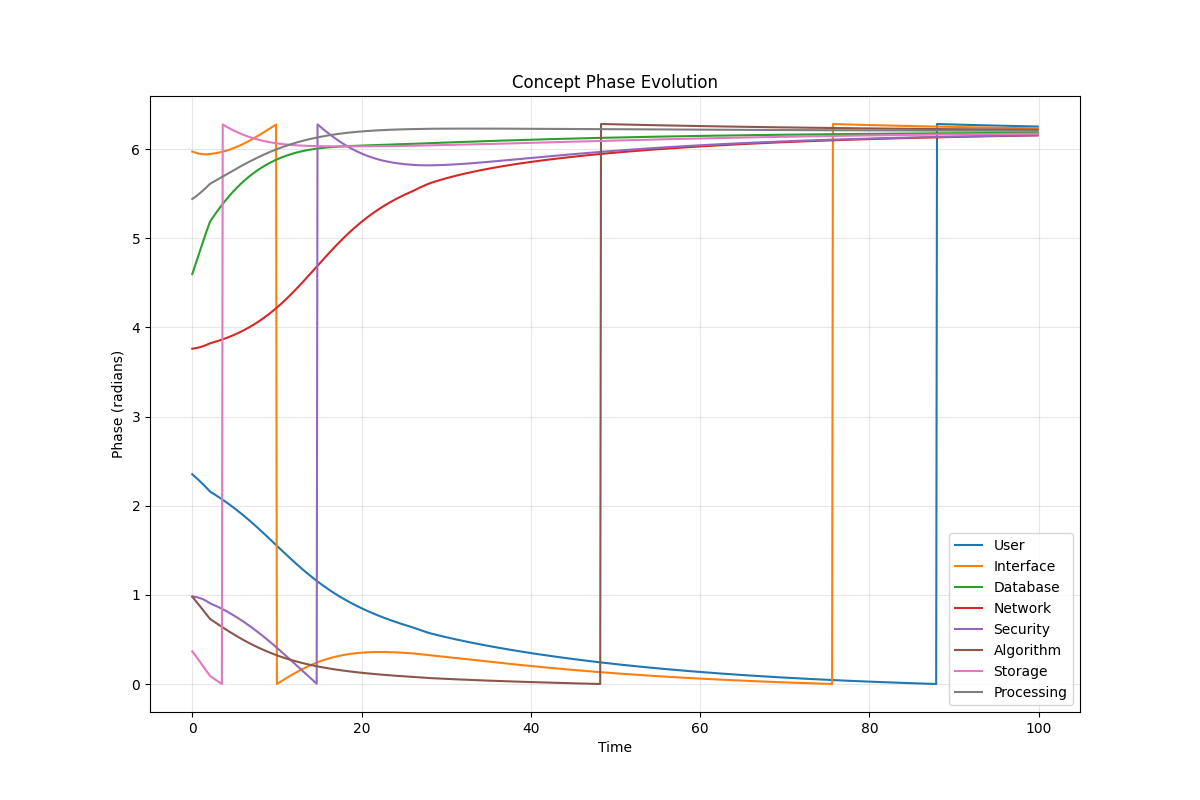 Concept Phase Evolution
Phase (radians)
6
5
4
3
2
1
0
0 20 40 60 80 100
Time
User
Interface
Database
Network
Security
Algorithm
Storage
Processing